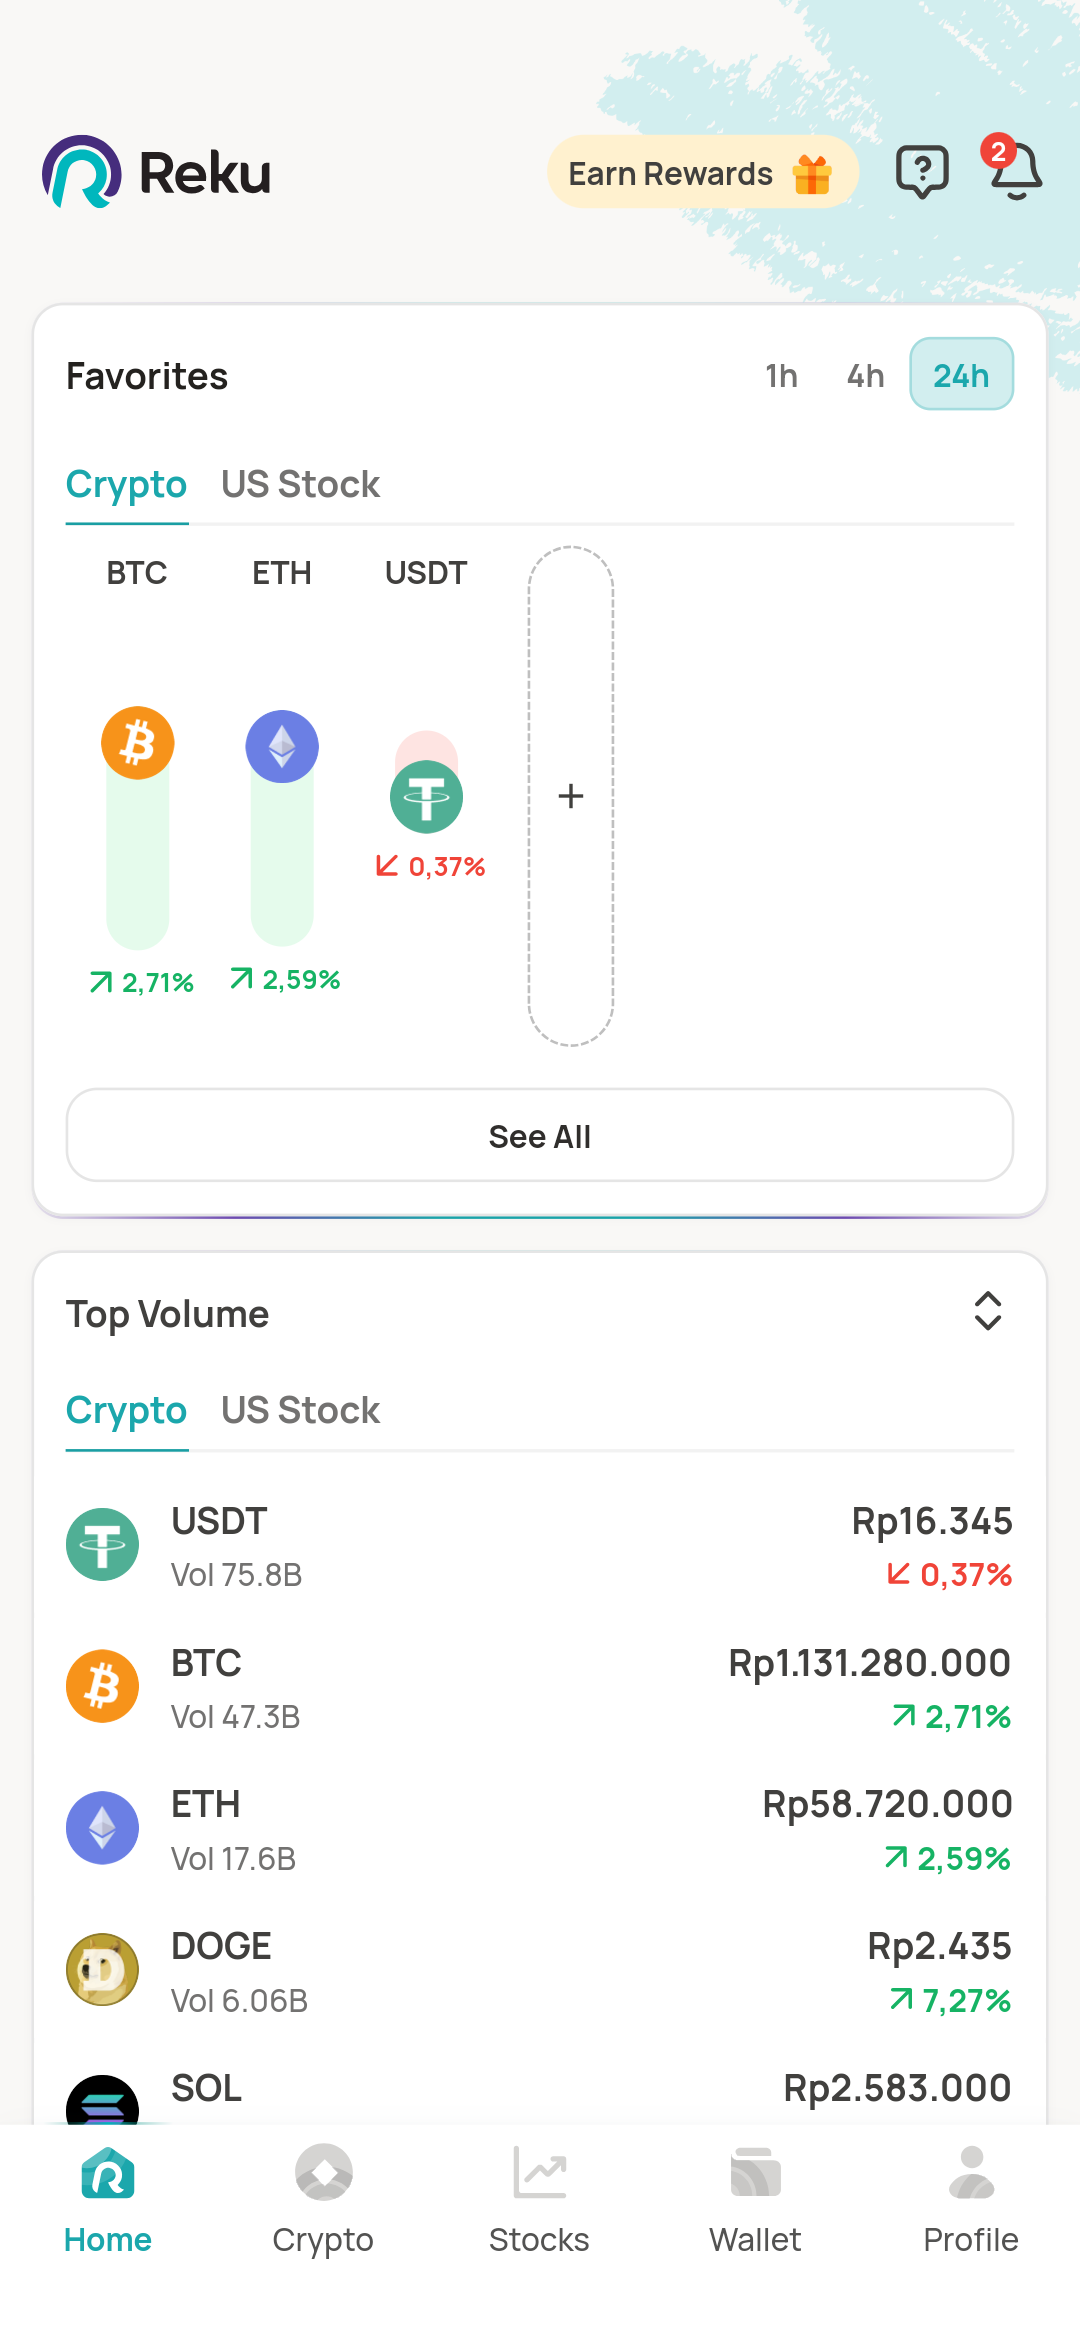 Reku
Earn Rewards
2
Favorites
1h 4h 24h
Crypto US Stock
BTC ETH USDT
0,37%
2,71% 2,59%
See All
Top Volume
Crypto US Stock
USDT Rp16.345
Vol 75.8B 0,37%
BTC Rp1.131.280.000
Vol 47.3B 2,71%
ETH Rp58.720.000
Vol 17.6B 2,59%
DOGE Rp2.435
Vol 6.06B 7,27%
SOL Rp2.583.000
Home Crypto Stocks Wallet Profile